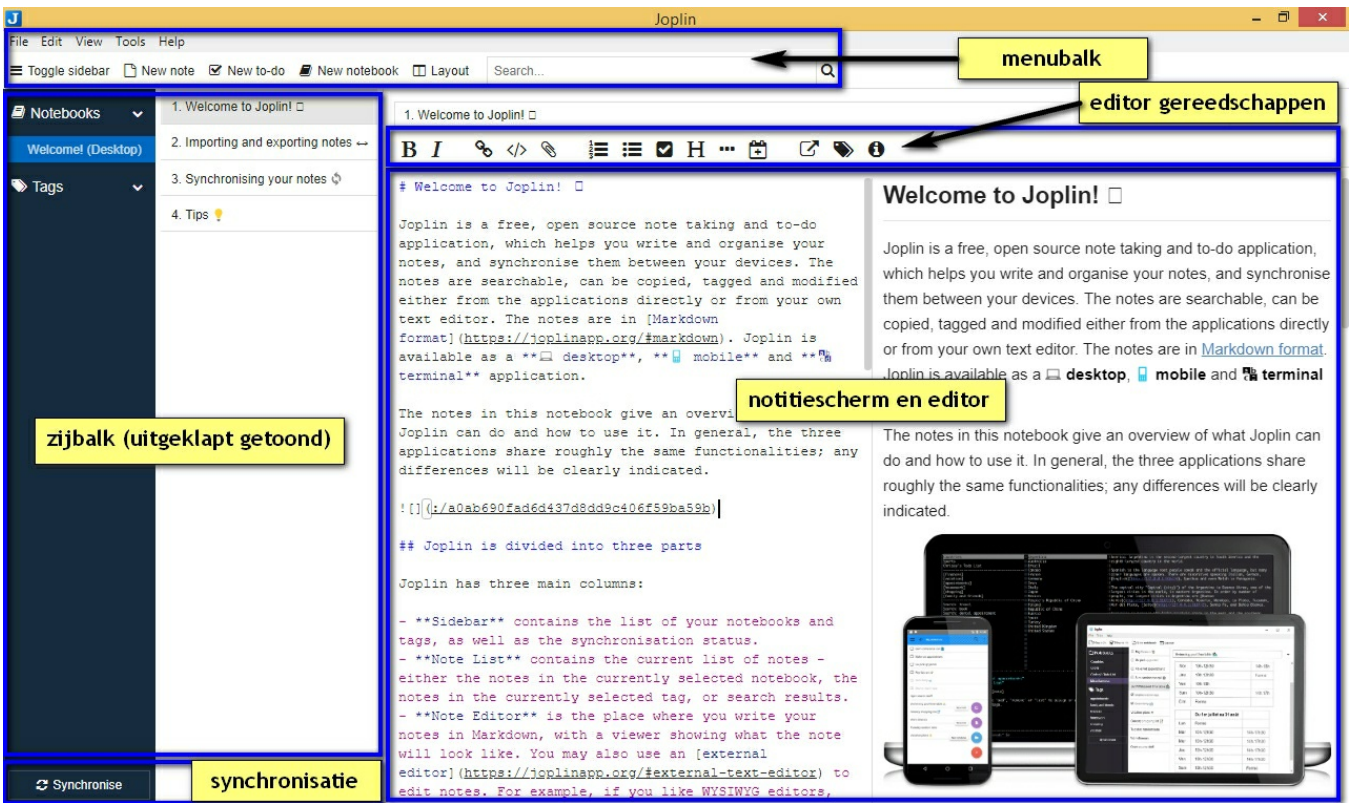 Joplin
File Edit View Tools Help
Toggle sidebar New note New to-do New notebook Layout Search...
menubalk
editor gereedschappen
Notebooks
Welcome! (Desktop)
Tags
1. Welcome to Joplin!
2. Importing and exporting notes ↔
3. Synchronising your notes
4. Tips
zijbalk (uitgeklapt getoond)
Synchronise
synchronisatie
1. Welcome to Joplin!
B I </> H
# Welcome to Joplin!
Joplin is a free, open source note taking and to-do
application, which helps you write and organise your
notes, and synchronise them between your devices. The
notes are searchable, can be copied, tagged and modified
either from the applications directly or from your own
text editor. The notes are in [Markdown
format](https://joplinapp.org/#markdown). Joplin is
available as a ** desktop**, ** mobile** and **
terminal** application.
The notes in this notebook give an overvi
Joplin can do and how to use it. In general, the three
applications share roughly the same functionalities; any
differences will be clearly indicated.
![](:/a0ab690fad6d437d8dd9c406f59ba59b)
## Joplin is divided into three parts
Joplin has three main columns:
- **Sidebar** contains the list of your notebooks and
tags, as well as the synchronisation status.
- **Note List** contains the current list of notes -
either the notes in the currently selected notebook, the
notes in the currently selected tag, or search results.
- **Note Editor** is the place where you write your
notes in Markdown, with a viewer showing what the note
will look like. You may also use an [external
editor](https://joplinapp.org/#external-text-editor) to
edit notes. For example, if you like WYSIWYG editors,
notitiescherm en editor
Welcome to Joplin!
Joplin is a free, open source note taking and to-do application,
which helps you write and organise your notes, and synchronise
them between your devices. The notes are searchable, can be
copied, tagged and modified either from the applications directly
or from your own text editor. The notes are in Markdown format.
Joplin is available as a desktop, mobile and terminal
The notes in this notebook give an overview of what Joplin can
do and how to use it. In general, the three applications share
roughly the same functionalities; any differences will be clearly
indicated.